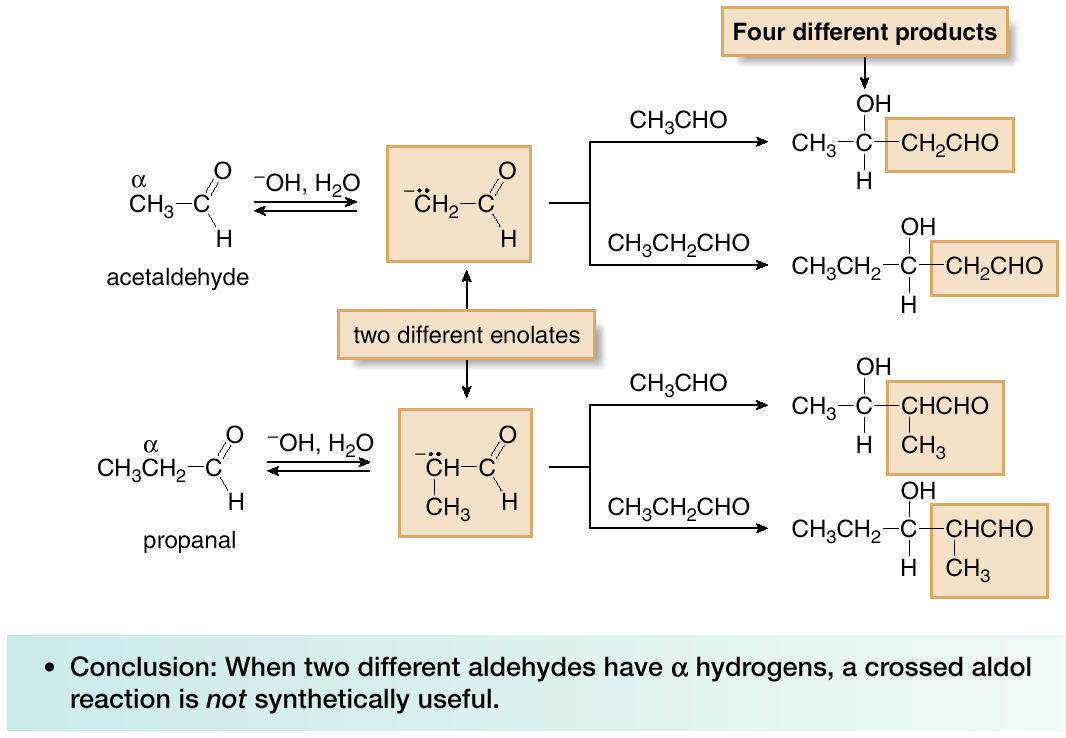 Four different products
OH
CH₃CHO
CH₃–C–CH₂CHO
H
α
CH₃–C
O
H
⁻OH, H₂O
⁻:CH₂–C
O
H
acetaldehyde
OH
CH₃CH₂CHO
CH₃CH₂–C–CH₂CHO
H
two different enolates
OH
CH₃CHO
CH₃–C–CHCHO
H CH₃
α
CH₃CH₂–C
O
H
⁻OH, H₂O
⁻:CH–C
O
CH₃ H
propanal
OH
CH₃CH₂CHO
CH₃CH₂–C–CHCHO
H CH₃
• Conclusion: When two different aldehydes have α hydrogens, a crossed aldol
reaction is not synthetically useful.